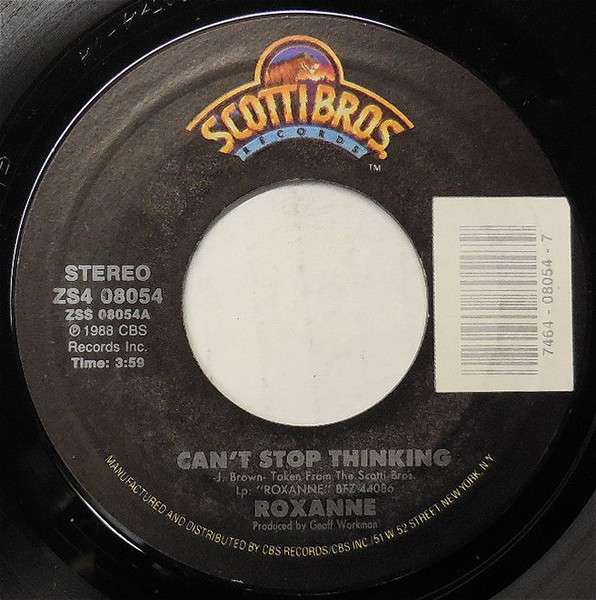 SCOTTI BROS.
RECORDS
TM
STEREO
ZS4 08054
ZSS 08054A
℗ 1988 CBS
Records Inc.
Time: 3:59
7464 - 08054 - 7
CAN'T STOP THINKING
J. Brown- Taken From The Scotti Bros.
Lp: "ROXANNE" BFZ 44086
ROXANNE
Produced by Geoff Workman
MANUFACTURED AND DISTRIBUTED BY CBS RECORDS/CBS INC./51 W. 52 STREET NEW YORK, N.Y.